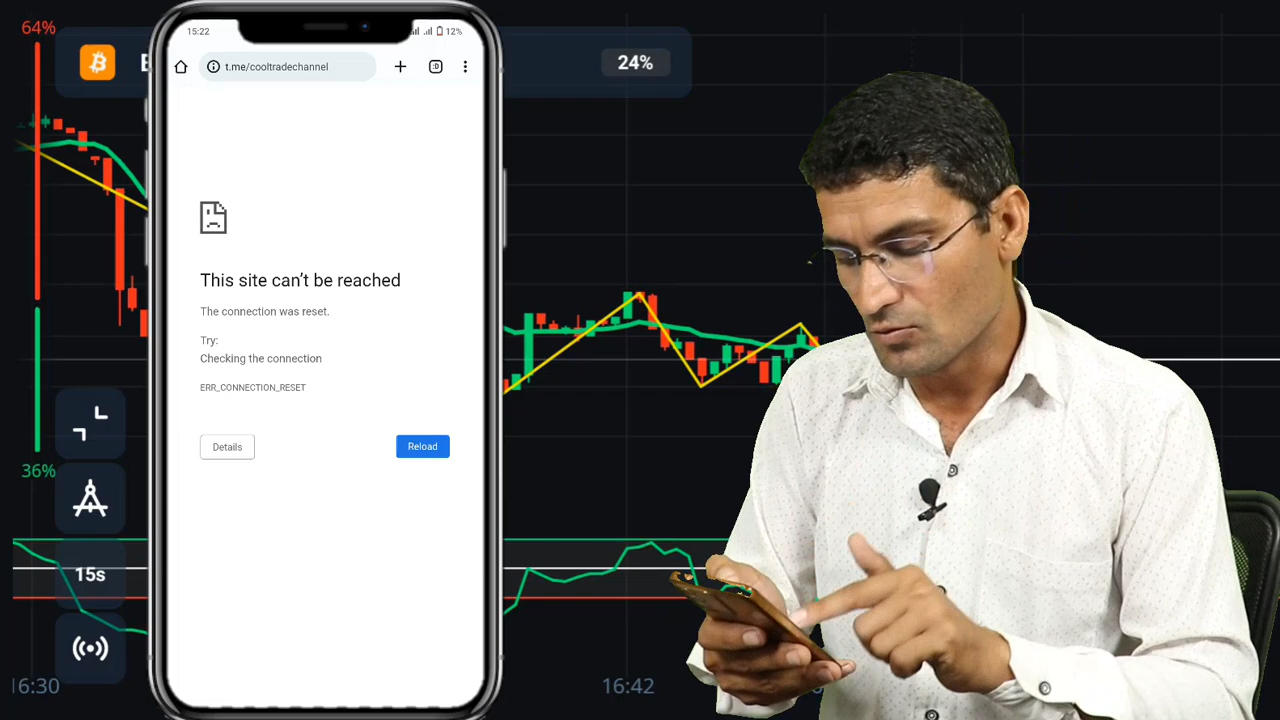 64%
15:22
12%
t.me/cooltradechannel
:D
24%
This site can't be reached
The connection was reset.
Try:
Checking the connection
ERR_CONNECTION_RESET
Details
Reload
36%
15s
16:30
16:42